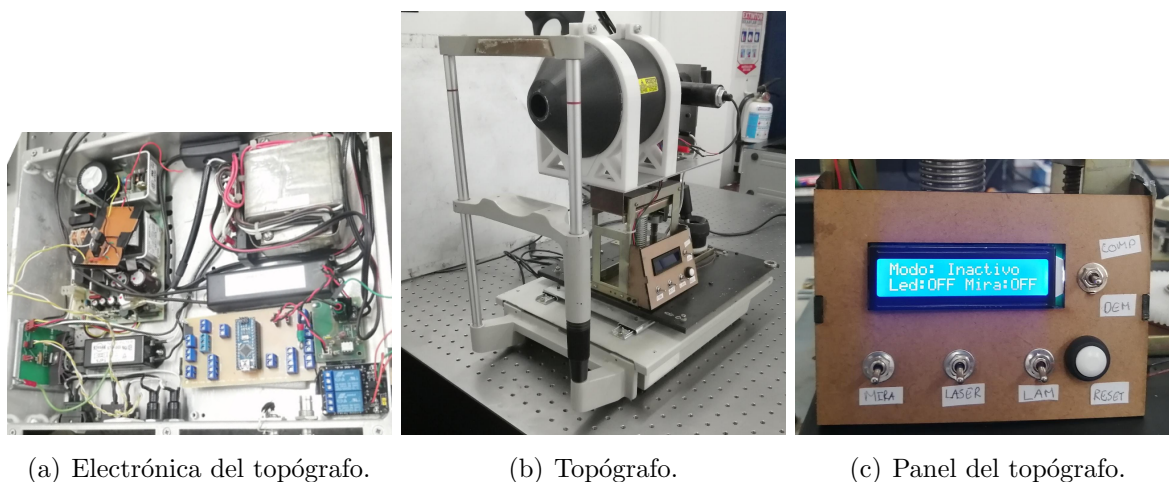 Modo: Inactivo
Led:OFF Mira:OFF
COMP
DEM
MIRA
LASER
LAM
RESET
(a) Electrónica del topógrafo.
(b) Topógrafo.
(c) Panel del topógrafo.